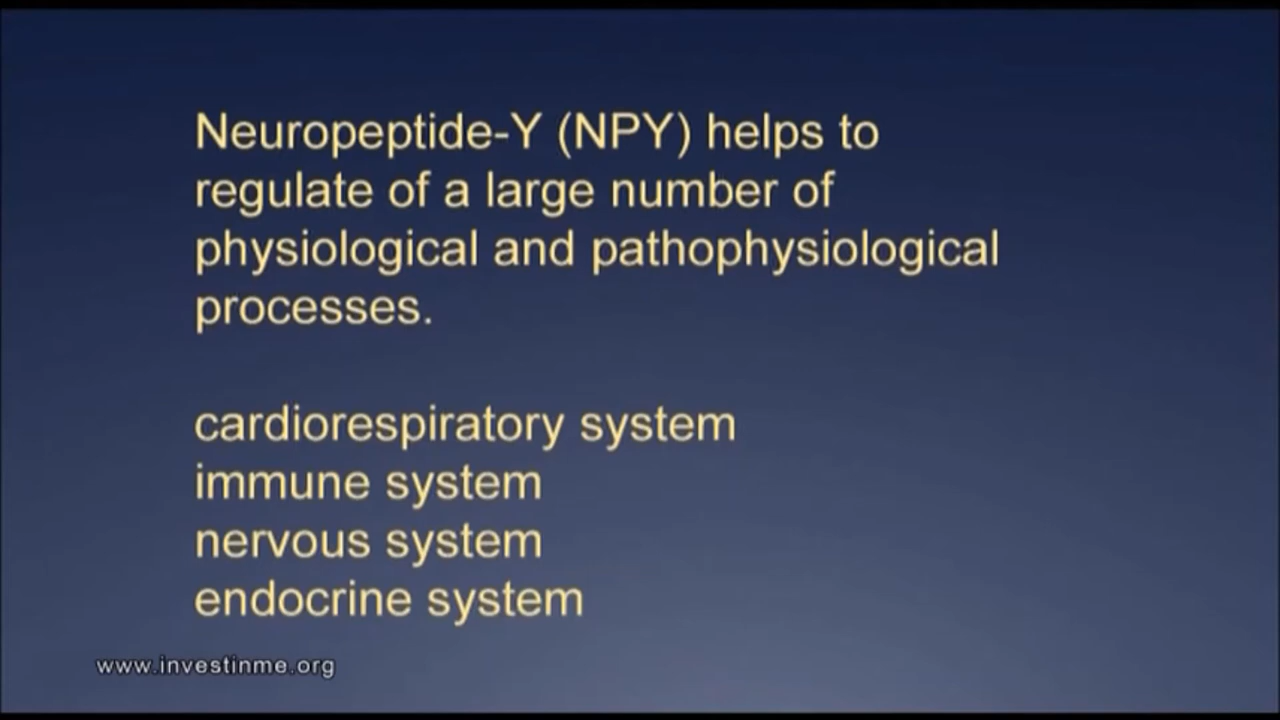 Neuropeptide-Y (NPY) helps to
regulate of a large number of
physiological and pathophysiological
processes.
cardiorespiratory system
immune system
nervous system
endocrine system
www.investinme.org